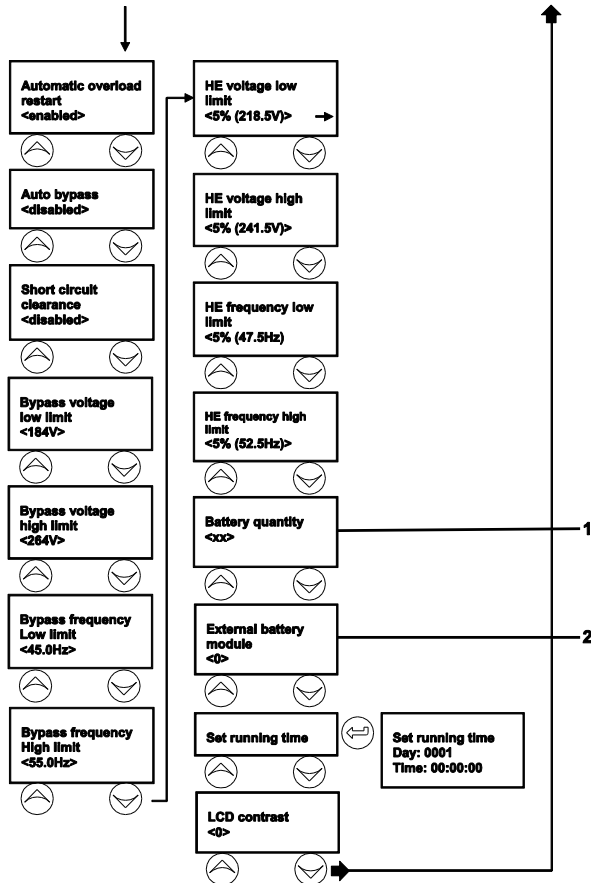 Automatic overload
restart
<enabled>
Auto bypass
<disabled>
Short circuit
clearance
<disabled>
Bypass voltage
low limit
<184V>
Bypass voltage
high limit
<264V>
Bypass frequency
Low limit
<45.0Hz>
Bypass frequency
High limit
<55.0Hz>
HE voltage low
limit
<5% (218.5V)>
HE voltage high
limit
<5% (241.5V)>
HE frequency low
limit
<5% (47.5Hz)
HE frequency high
limit
<5% (52.5Hz)>
Battery quantity
<xx>
1
External battery
module
<0>
2
Set running time
Set running time
Day: 0001
Time: 00:00:00
LCD contrast
<0>